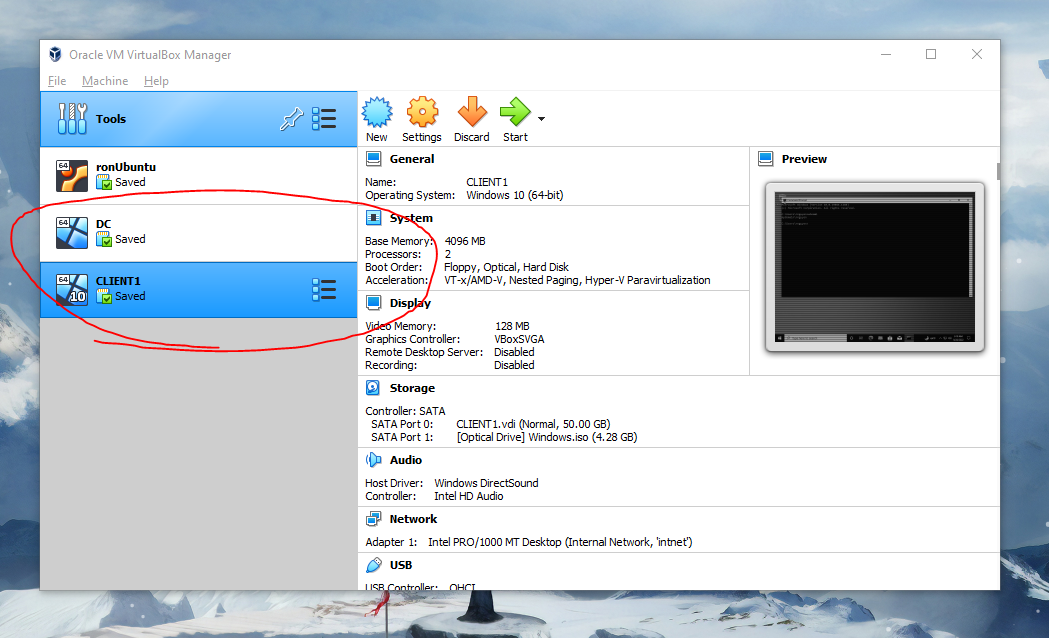 Oracle VM VirtualBox Manager
File Machine Help
Tools
New Settings Discard Start
64
ronUbuntu
Saved
64
DC
Saved
64
10
CLIENT1
Saved
General
Name: CLIENT1
Operating System: Windows 10 (64-bit)
System
Base Memory: 4096 MB
Processors: 2
Boot Order: Floppy, Optical, Hard Disk
Acceleration: VT-x/AMD-V, Nested Paging, Hyper-V Paravirtualization
Display
Video Memory: 128 MB
Graphics Controller: VBoxSVGA
Remote Desktop Server: Disabled
Recording: Disabled
Storage
Controller: SATA
SATA Port 0: CLIENT1.vdi (Normal, 50.00 GB)
SATA Port 1: [Optical Drive] Windows.iso (4.28 GB)
Audio
Host Driver: Windows DirectSound
Controller: Intel HD Audio
Network
Adapter 1: Intel PRO/1000 MT Desktop (Internal Network, 'intnet')
USB
USB Controller: OHCI
Preview